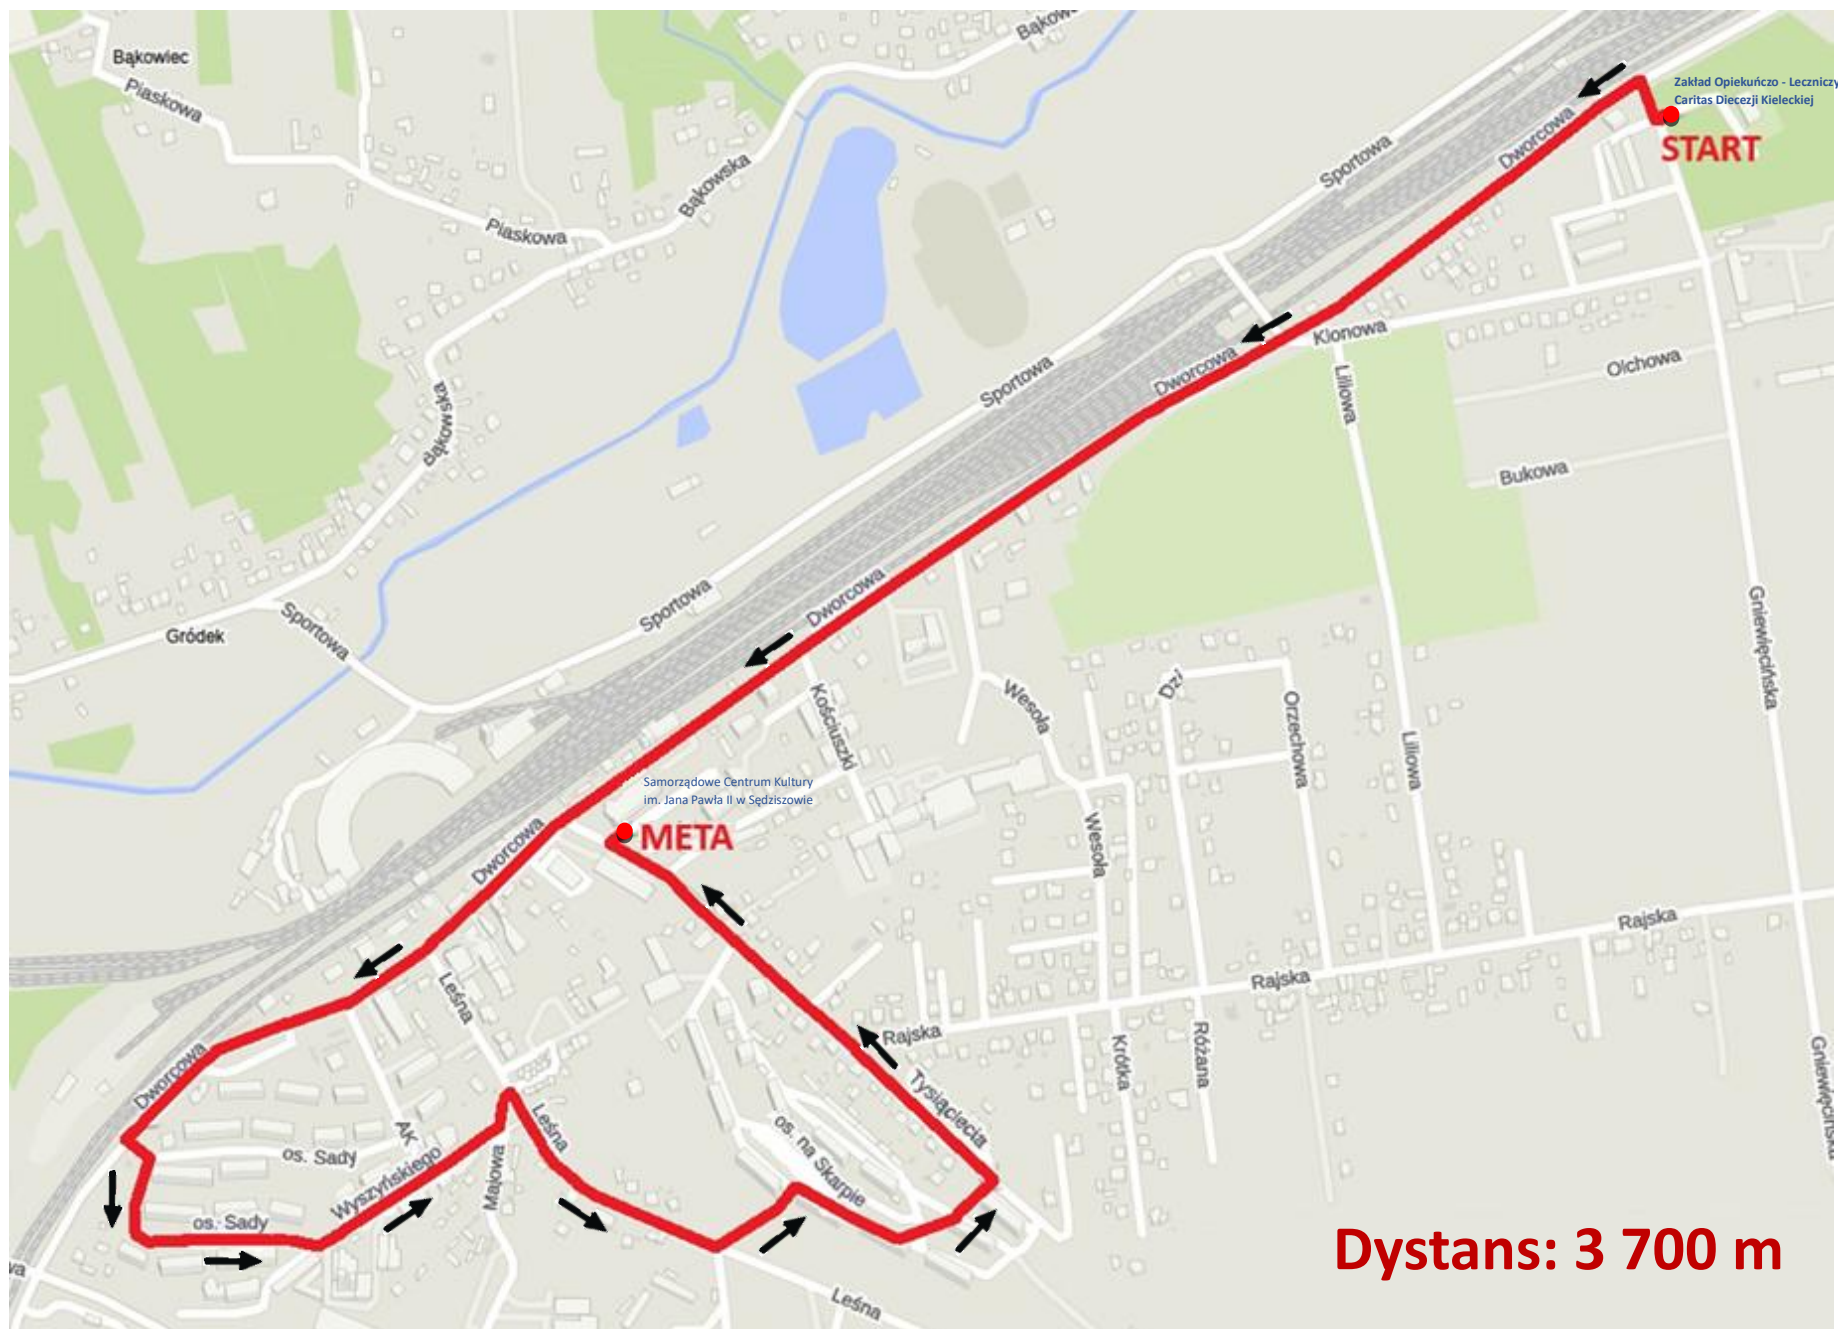 Bąkowiec
Piaskowa
Piaskowa
Bąkowska
Bąkowska
Zakład Opiekuńczo - Leczniczy
Caritas Diecezji Kieleckiej
START
Dworcowa
Sportowa
Klonowa
Olchowa
Dworcowa
Sportowa
Liliowa
Bukowa
Dworcowa
Sportowa
Gródek
Sportowa
Gniewięcińska
Kościuszki
Wesoła
Orzechowa
Liliowa
Samorządowe Centrum Kultury
im. Jana Pawła II w Sędziszowie
META
Dworcowa
Wesoła
Rajska
Rajska
Leśna
Rajska
Krótka
Różana
Gniewięcińska
Dworcowa
Tysiąclecia
AK
Leśna
os. Sady
os. na Skarpie
Wyszyńskiego
Majowa
os. Sady
Leśna
Dystans: 3 700 m